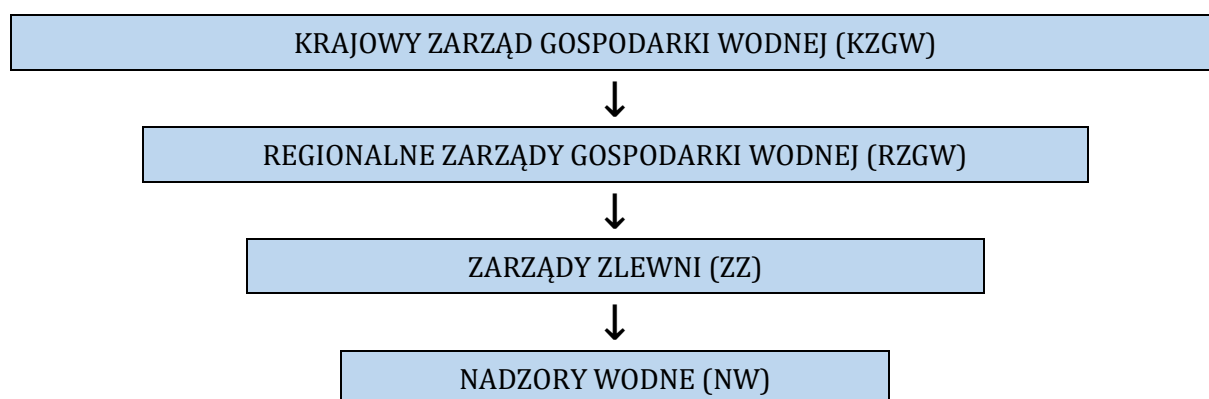 KRAJOWY ZARZĄD GOSPODARKI WODNEJ (KZGW)
REGIONALNE ZARZĄDY GOSPODARKI WODNEJ (RZGW)
ZARZĄDY ZLEWNI (ZZ)
NADZORY WODNE (NW)